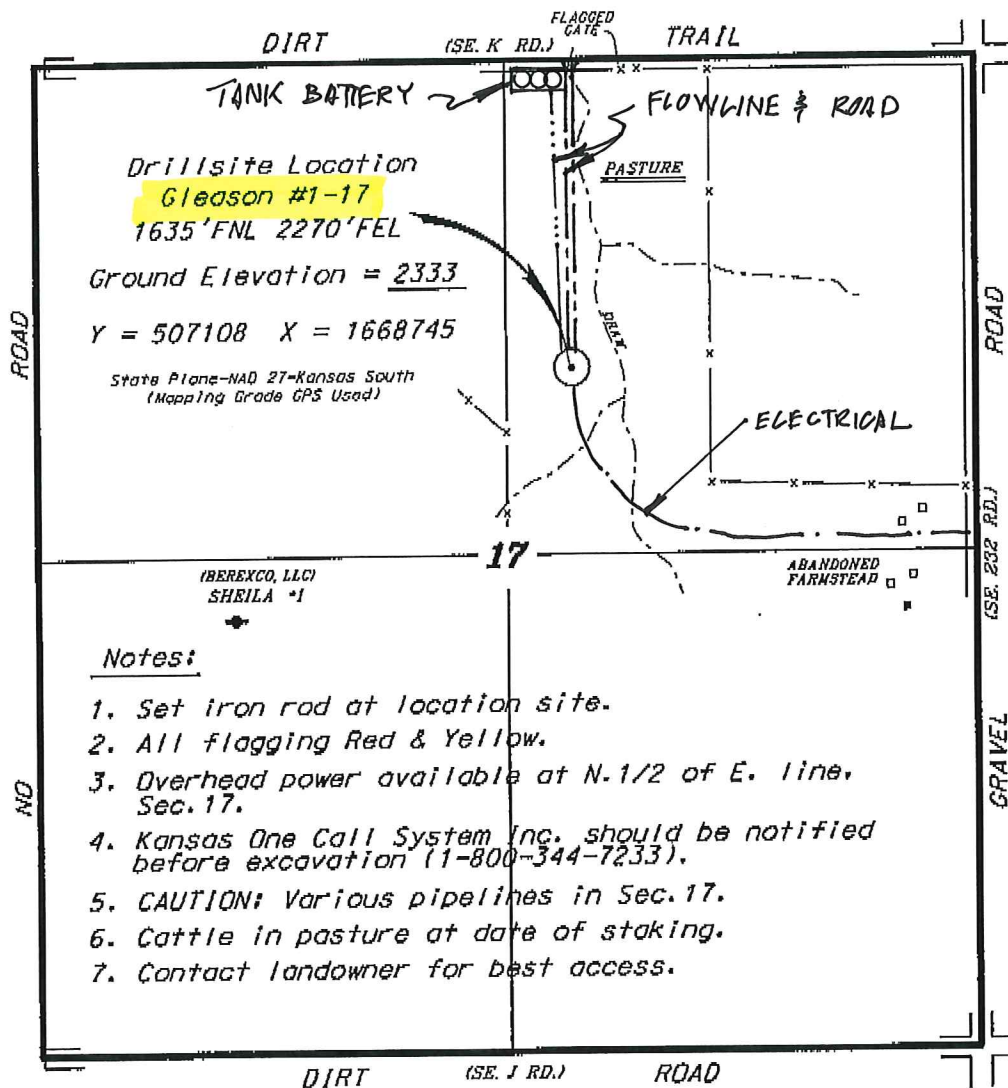 DIRT (SE. K RD.) TRAIL
FLAGGED
GATE
TANK BATTERY
FLOWLINE & ROAD
PASTURE
Drillsite Location
Gleason #1-17
1635'FNL 2270'FEL
Ground Elevation = 2333
Y = 507108 X = 1668745
State Plane-NAD 27-Kansas South
(Mapping Grade GPS Used)
DRAW
ELECTRICAL
17
(BEREXCO, LLC)
SHEILA #1
ABANDONED
FARMSTEAD
NO ROAD
GRAVEL (SE. 232 RD.) ROAD
Notes:
1. Set iron rod at location site.
2. All flagging Red & Yellow.
3. Overhead power available at N.1/2 of E. line,
Sec.17.
4. Kansas One Call System Inc. should be notified
before excavation (1-800-344-7233).
5. CAUTION: Various pipelines in Sec.17.
6. Cattle in pasture at date of staking.
7. Contact landowner for best access.
DIRT (SE. J RD.) ROAD